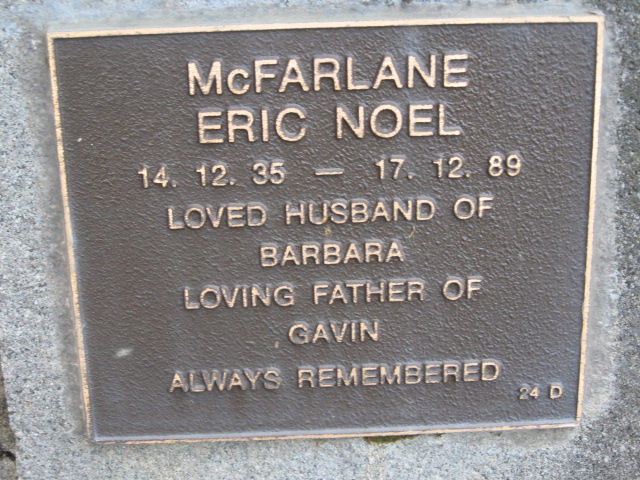 McFARLANE
ERIC NOEL
14. 12. 35 — 17. 12. 89
LOVED HUSBAND OF
BARBARA
LOVING FATHER OF
GAVIN
ALWAYS REMEMBERED
24 D